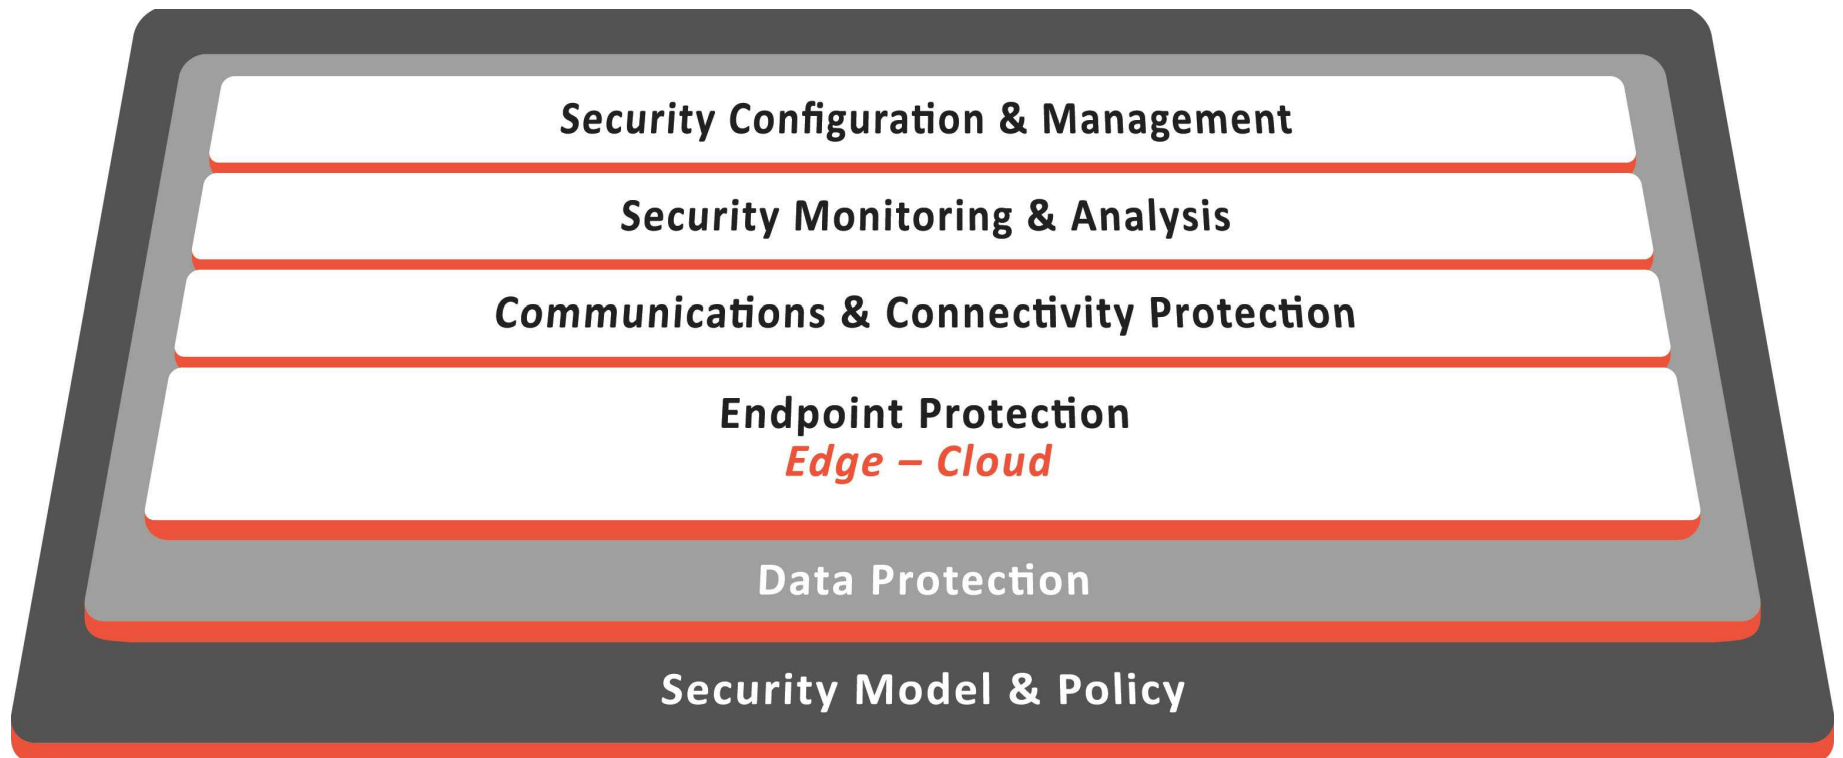 Security Configuration & Management
Security Monitoring & Analysis
Communications & Connectivity Protection
Endpoint Protection
Edge – Cloud
Data Protection
Security Model & Policy